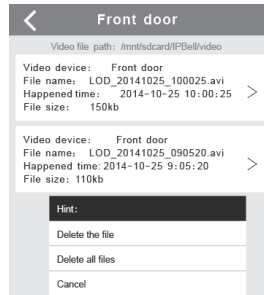 Front door
Video file path: /mnt/sdcard/IPBell/video
Video device: Front door
File name: LOD_20141025_100025.avi
Happened time: 2014-10-25 10:00:25
File size: 150kb
Video device: Front door
File name: LOD_20141025_090520.avi
Happened time: 2014-10-25 9:05:20
File size: 110kb
Hint:
Delete the file
Delete all files
Cancel